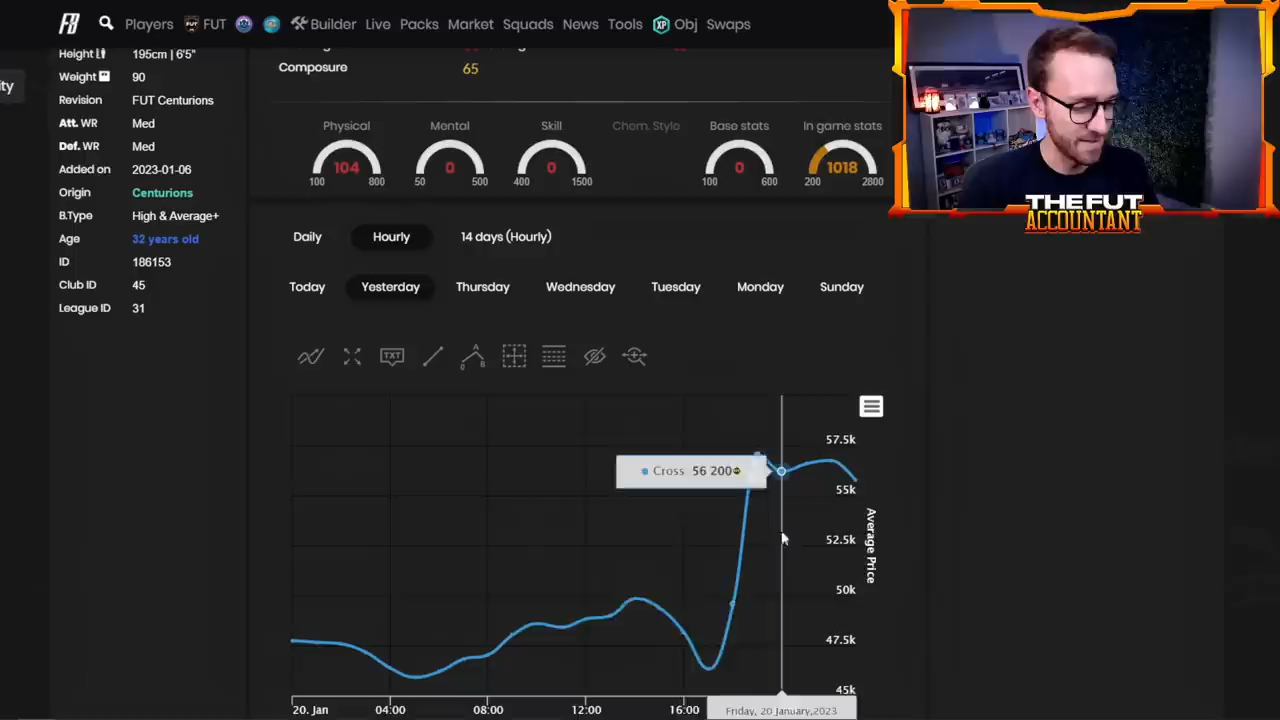 Players FUT Builder Live Packs Market Squads News Tools XP Obj Swaps
ty
Height 195cm | 6'5"
Weight 90
Revision FUT Centurions
Att. WR Med
Def. WR Med
Added on 2023-01-06
Origin Centurions
B.Type High & Average+
Age 32 years old
ID 186153
Club ID 45
League ID 31
Composure 65
Physical Mental Skill Chem. Style Base stats In game stats
104 0 0 0 1018
100 800 50 500 400 1500 100 600 200 2800
Daily Hourly 14 days (Hourly)
Today Yesterday Thursday Wednesday Tuesday Monday Sunday
TXT
A
0 B
Cross 56 200
57.5k
55k
52.5k
50k
47.5k
45k
Average Price
20. Jan 04:00 08:00 12:00 16:00
Friday, 20 January,2023
THE FUT
ACCOUNTANT